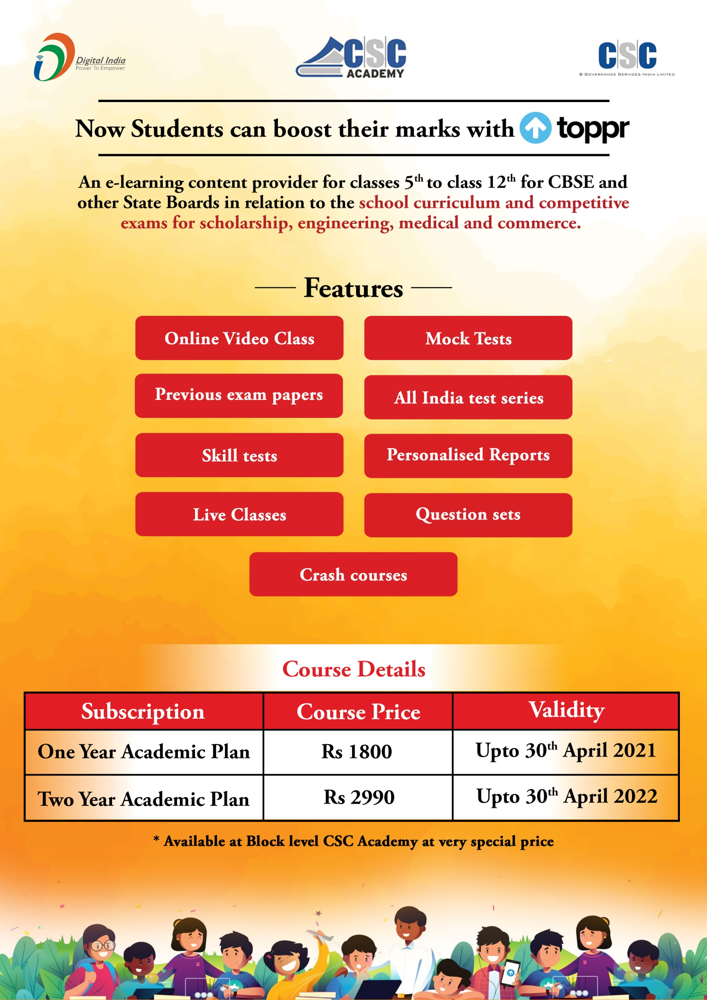 Digital India
Power To Empower
CSC
ACADEMY
CSC
e-Governance Services India Limited
Now Students can boost their marks with toppr
An e-learning content provider for classes 5th to class 12th for CBSE and
other State Boards in relation to the school curriculum and competitive
exams for scholarship, engineering, medical and commerce.
Features
Online Video Class
Mock Tests
Previous exam papers
All India test series
Skill tests
Personalised Reports
Live Classes
Question sets
Crash courses
Course Details
Subscription Course Price Validity
One Year Academic Plan Rs 1800 Upto 30th April 2021
Two Year Academic Plan Rs 2990 Upto 30th April 2022
* Available at Block level CSC Academy at very special price